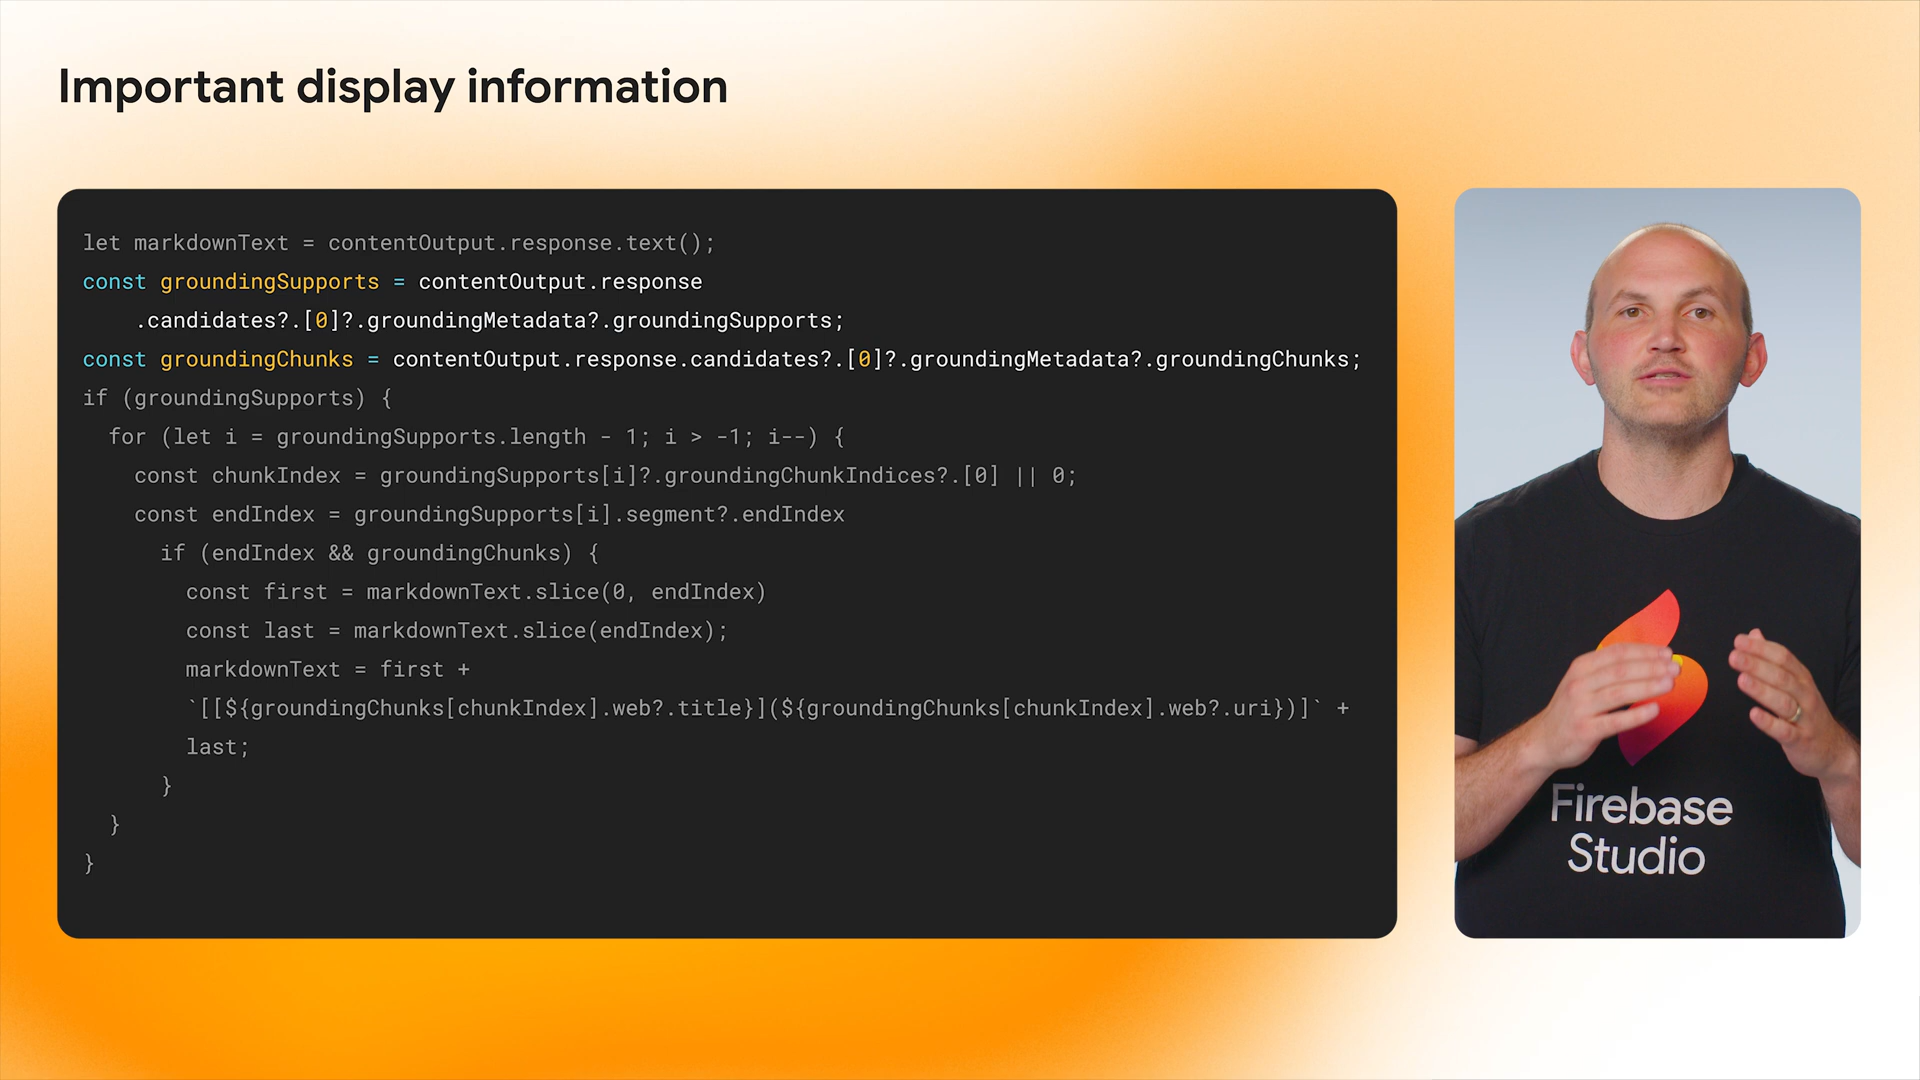 Important display information
let markdownText = contentOutput.response.text();
const groundingSupports = contentOutput.response
    .candidates?.[0]?.groundingMetadata?.groundingSupports;
const groundingChunks = contentOutput.response.candidates?.[0]?.groundingMetadata?.groundingChunks;
if (groundingSupports) {
  for (let i = groundingSupports.length - 1; i > -1; i--) {
    const chunkIndex = groundingSupports[i]?.groundingChunkIndices?.[0] || 0;
    const endIndex = groundingSupports[i].segment?.endIndex
      if (endIndex && groundingChunks) {
        const first = markdownText.slice(0, endIndex)
        const last = markdownText.slice(endIndex);
        markdownText = first +
        `[[${groundingChunks[chunkIndex].web?.title}](${groundingChunks[chunkIndex].web?.uri})]` +
        last;
      }
  }
}
Firebase
Studio